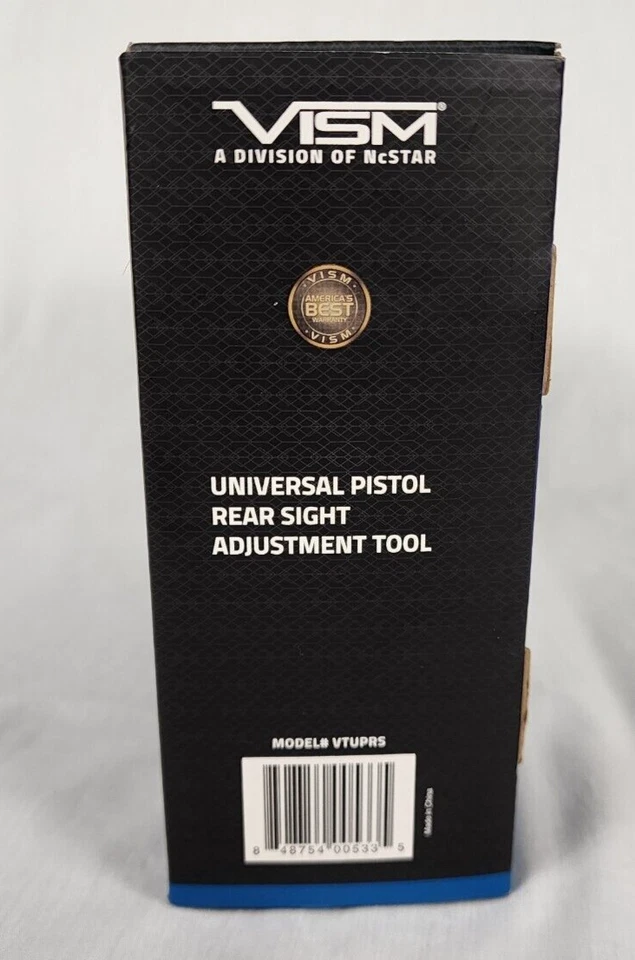 VISM®
A DIVISION OF NcSTAR
VISM
AMERICA'S
BEST
WARRANTY
VISM
UNIVERSAL PISTOL
REAR SIGHT
ADJUSTMENT TOOL
MODEL# VTUPRS
8 48754 00533 5
Made in China